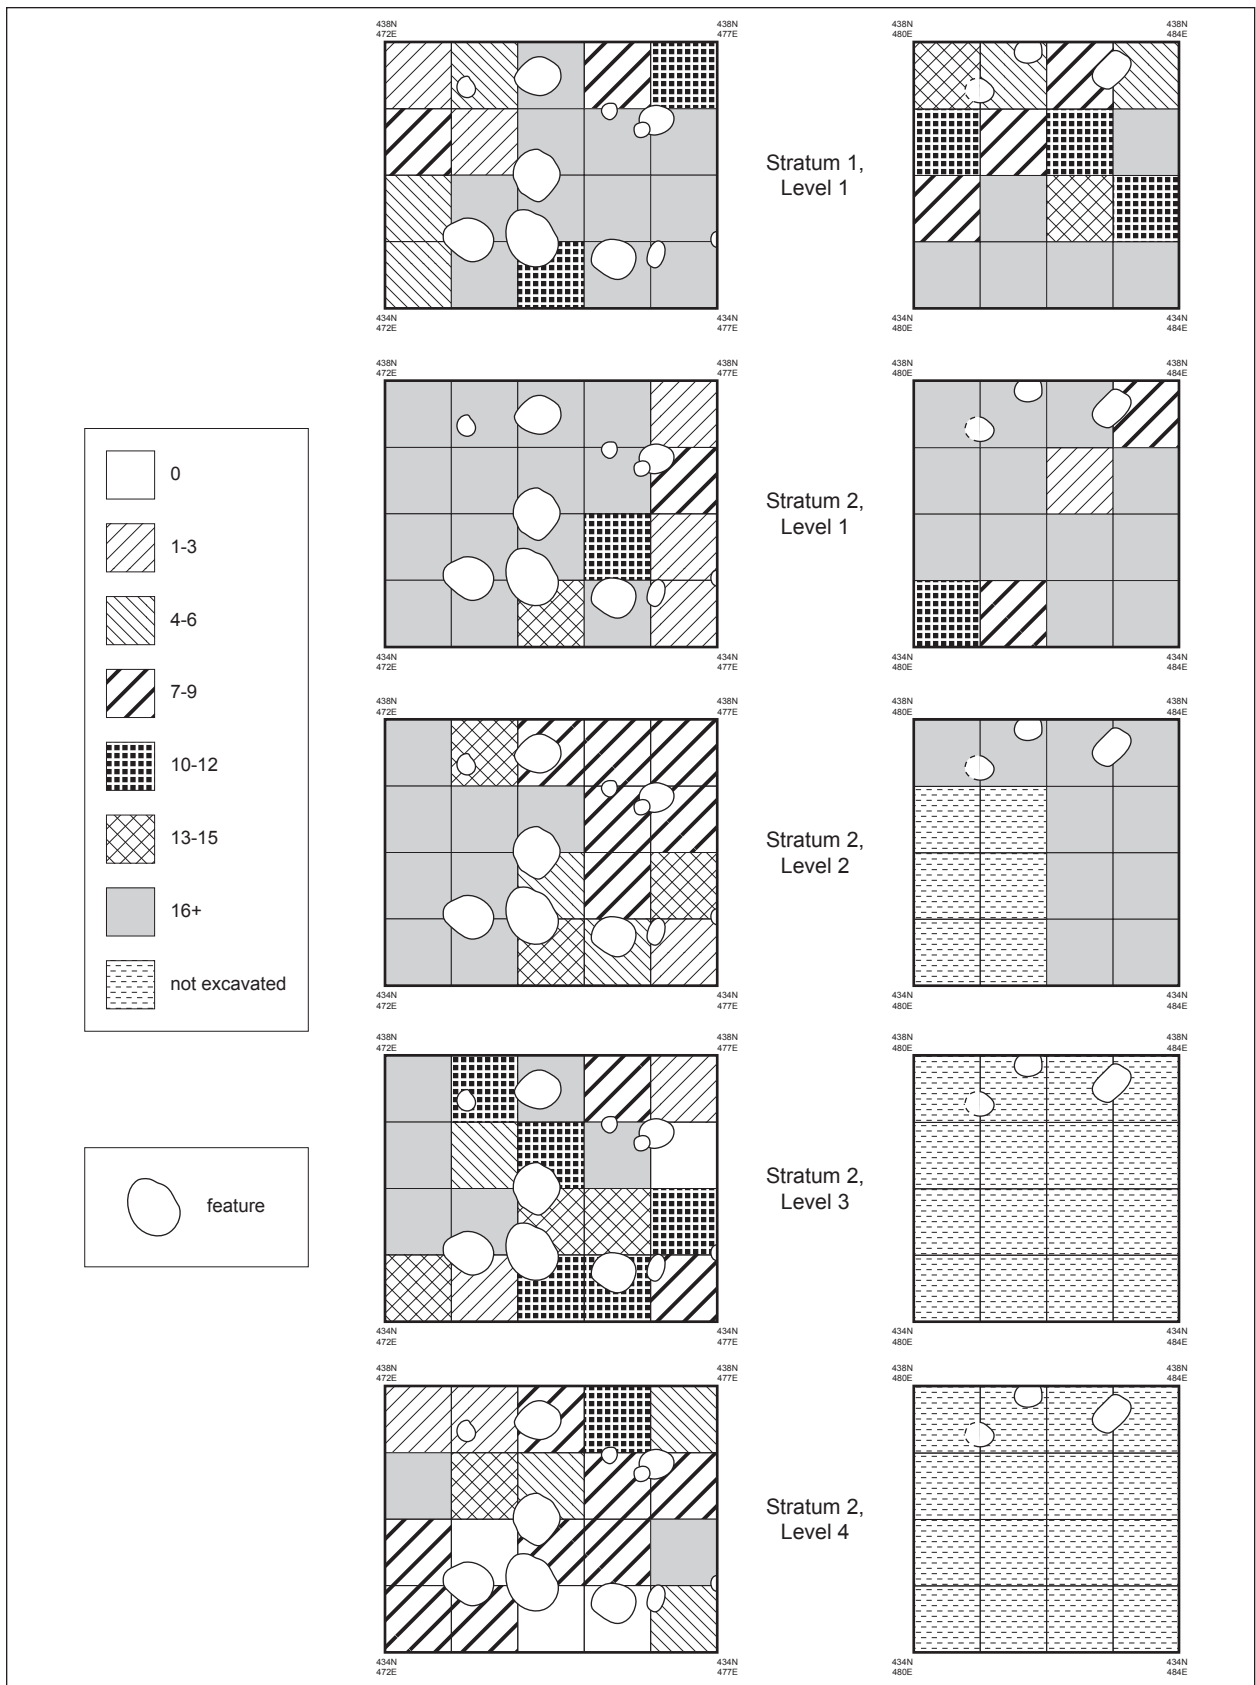 438N
472E
438N
477E
438N
480E
438N
484E
Stratum 1,
Level 1
434N
472E
434N
477E
434N
480E
434N
484E
438N
472E
438N
477E
438N
480E
438N
484E
Stratum 2,
Level 1
434N
472E
434N
477E
434N
480E
434N
484E
0
1-3
4-6
7-9
10-12
13-15
16+
not excavated
feature
438N
472E
438N
477E
438N
480E
438N
484E
Stratum 2,
Level 2
434N
472E
434N
477E
434N
480E
434N
484E
438N
472E
438N
477E
438N
480E
438N
484E
Stratum 2,
Level 3
434N
472E
434N
477E
434N
480E
434N
484E
438N
472E
438N
477E
438N
480E
438N
484E
Stratum 2,
Level 4
434N
472E
434N
477E
434N
480E
434N
484E